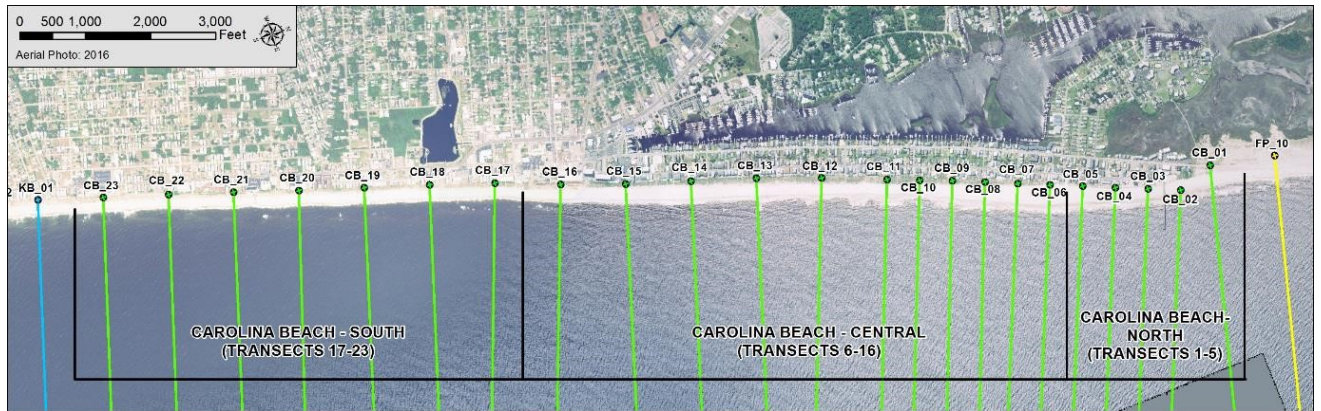 0 500 1,000 2,000 3,000
Feet
Aerial Photo: 2016
2 KB_01
CB_23
CB_22
CB_21
CB_20
CB_19
CB_18
CB_17
CB_16
CB_15
CB_14
CB_13
CB_12
CB_11
CB_10
CB_09
CB_08
CB_07
CB_06
CB_05
CB_04
CB_03
CB_02
CB_01
FP_10
CAROLINA BEACH - SOUTH
(TRANSECTS 17-23)
CAROLINA BEACH - CENTRAL
(TRANSECTS 6-16)
CAROLINA BEACH-
NORTH
(TRANSECTS 1-5)